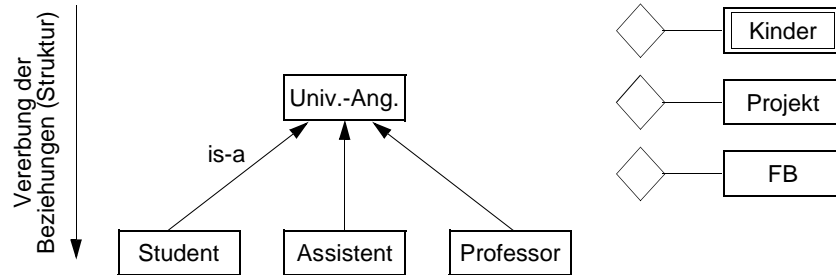 Vererbung der
Beziehungen (Struktur)
Univ.-Ang.
is-a
Student
Assistent
Professor
Kinder
Projekt
FB